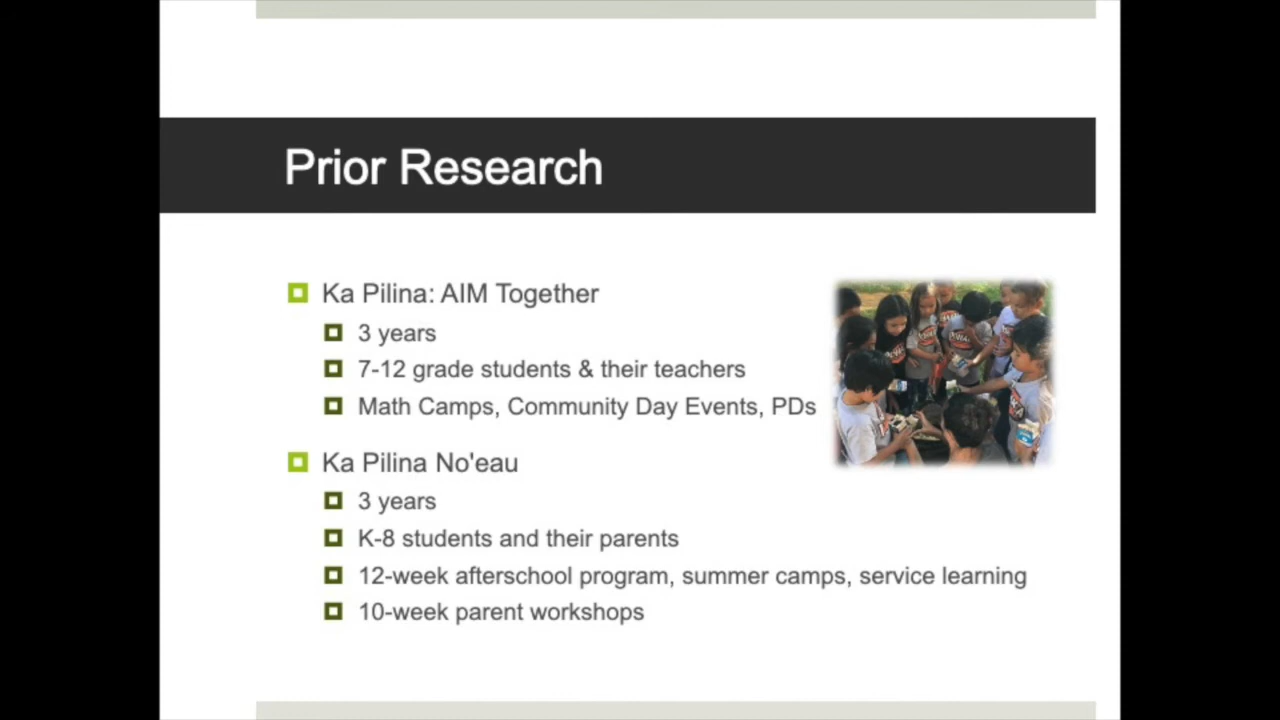 Prior Research
Ka Pilina: AIM Together
3 years
7-12 grade students & their teachers
Math Camps, Community Day Events, PDs
Ka Pilina No'eau
3 years
K-8 students and their parents
12-week afterschool program, summer camps, service learning
10-week parent workshops